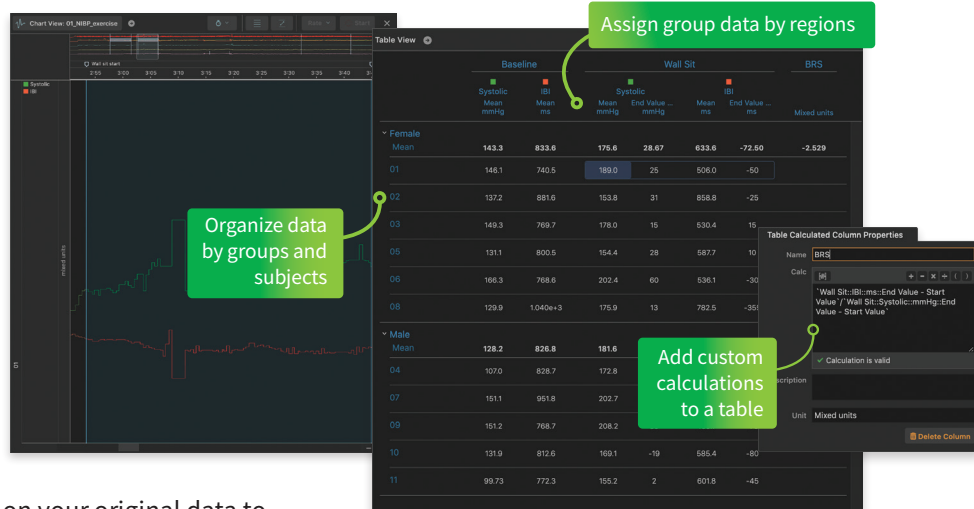 Chart View: 01_NIBP_exercise
Wall sit start
3:55 3:10 3:15 3:20 3:25 3:30 3:35 3:40
Systolic
IBI
mixed units
Table View
Assign group data by regions
Baseline Wall Sit BRS
Systolic IBI Systolic IBI
Mean Mean Mean End Value ... Mean End Value ...
mmHg ms mmHg mmHg ms ms Mixed units
Female
Mean 143.3 833.6 175.6 28.67 633.6 -72.50 -2.529
01 146.1 740.5 189.0 25 506.0 -50
02 137.2 881.6 153.8 31 858.8 -25
03 149.3 769.7 178.0 15 530.4 15
05 131.1 800.5 154.4 28 587.7 10
06 166.3 768.6 202.4 60 536.1 -30
08 129.9 1.040e+3 175.9 13 782.5
Male
Mean 128.2 826.8 181.6
04 107.0 828.7 172.8
07 151.1 951.8 202.7
09 151.2 768.7 208.2
10 131.9 812.6 169.1 -19 585.4 -80
11 99.73 772.3 155.2 2 601.8 -45
Organize data
by groups and
subjects
Add custom
calculations
to a table
Table Calculated Column Properties
Name BRS
Calc
+ - x ÷ ( )
`Wall Sit::IBI::ms::End Value - Start
Value`/`Wall Sit::Systolic::mmHg::End
Value - Start Value`
Calculation is valid
Unit Mixed units
Delete Column
on your original data to